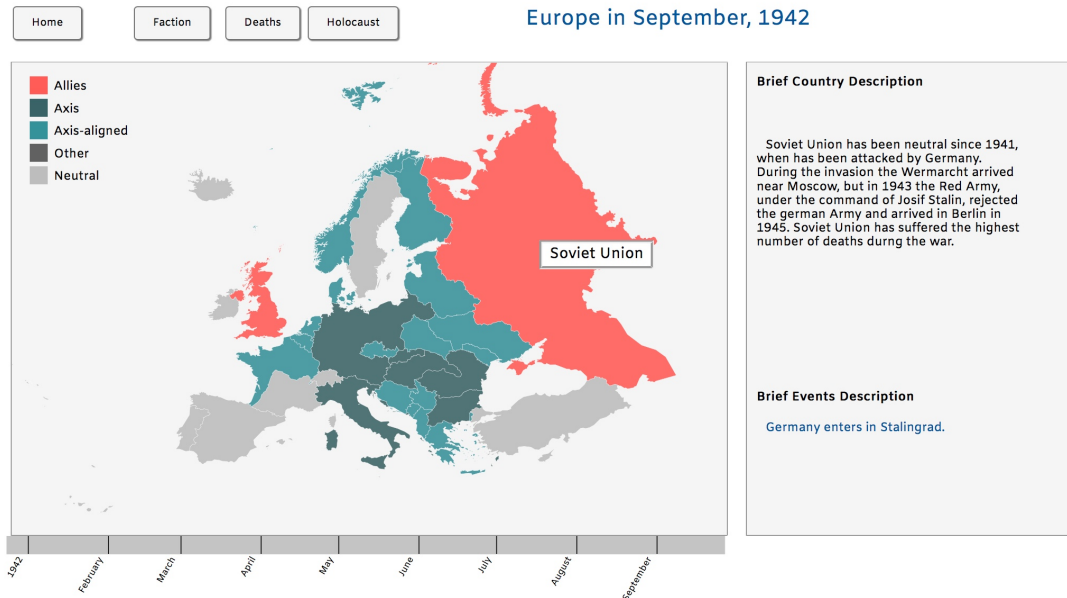 Home
Faction
Deaths
Holocaust
Europe in September, 1942
Allies
Axis
Axis-aligned
Other
Neutral
Soviet Union
Brief Country Description
Soviet Union has been neutral since 1941,
when has been attacked by Germany.
During the invasion the Wermarcht arrived
near Moscow, but in 1943 the Red Army,
under the command of Josif Stalin, rejected
the german Army and arrived in Berlin in
1945. Soviet Union has suffered the highest
number of deaths durng the war.
Brief Events Description
Germany enters in Stalingrad.
1942
February
March
April
May
June
July
August
September